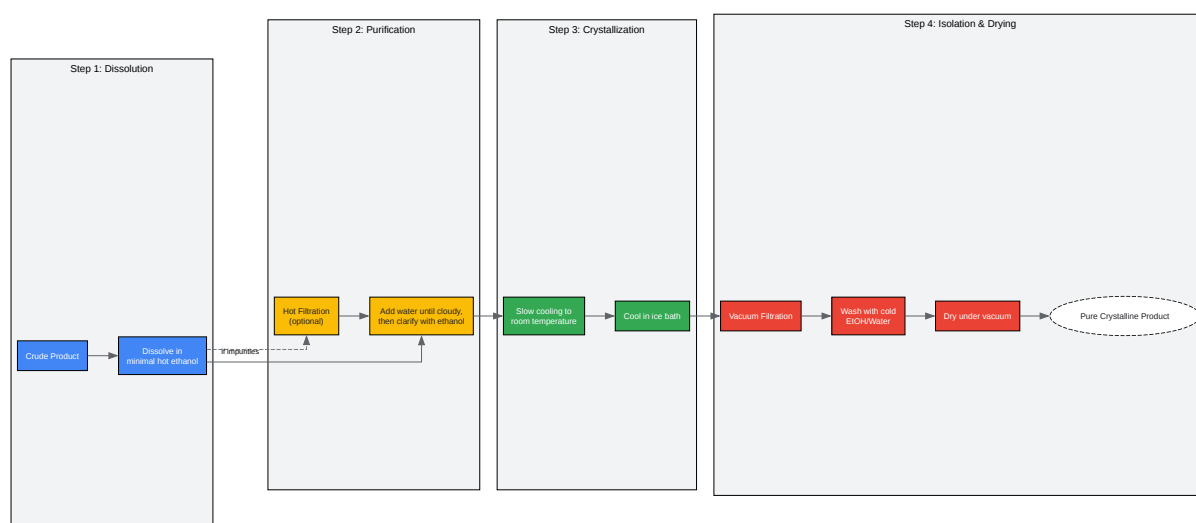 Step 1: Dissolution
Crude Product
Dissolve in
minimal hot ethanol
If impurities
Step 2: Purification
Hot Filtration
(optional)
Add water until cloudy,
then clarify with ethanol
Step 3: Crystallization
Slow cooling to
room temperature
Cool in ice bath
Step 4: Isolation & Drying
Vacuum Filtration
Wash with cold
EtOH/Water
Dry under vacuum
Pure Crystalline Product